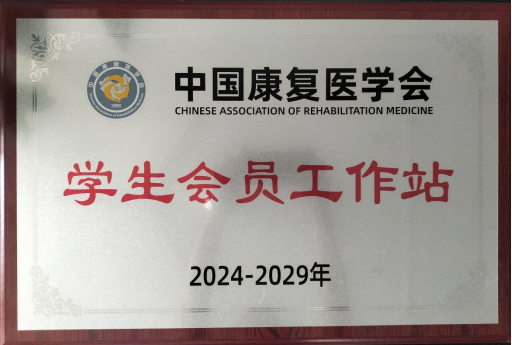 中国康复医学会
CHINESE ASSOCIATION OF REHABILITATION MEDICINE
学生会员工作站
2024-2029年